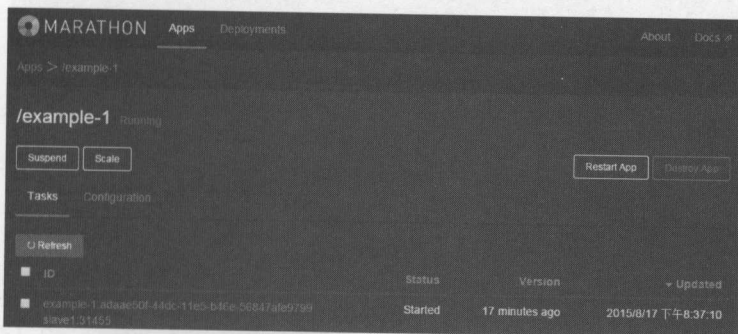 MARATHON Apps Deployments About Docs
Apps > /example-1
/example-1 Running
Suspend Scale Restart App Destroy App
Tasks Configuration
Refresh
ID Status Version Updated
example-1.adaae50f-44dc-11e5-b46e-56847afe9799 Started 17 minutes ago 2015/8/17 下午8:37:10
slave1:31455